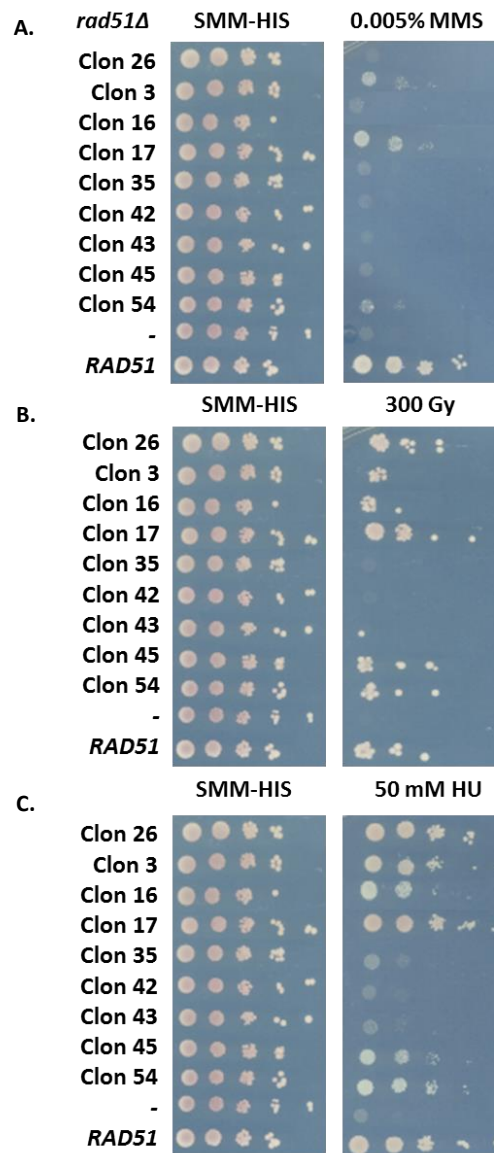 A. rad51Δ SMM-HIS 0.005% MMS
Clon 26
Clon 3
Clon 16
Clon 17
Clon 35
Clon 42
Clon 43
Clon 45
Clon 54
-
RAD51
B. SMM-HIS 300 Gy
Clon 26
Clon 3
Clon 16
Clon 17
Clon 35
Clon 42
Clon 43
Clon 45
Clon 54
-
RAD51
C. SMM-HIS 50 mM HU
Clon 26
Clon 3
Clon 16
Clon 17
Clon 35
Clon 42
Clon 43
Clon 45
Clon 54
-
RAD51